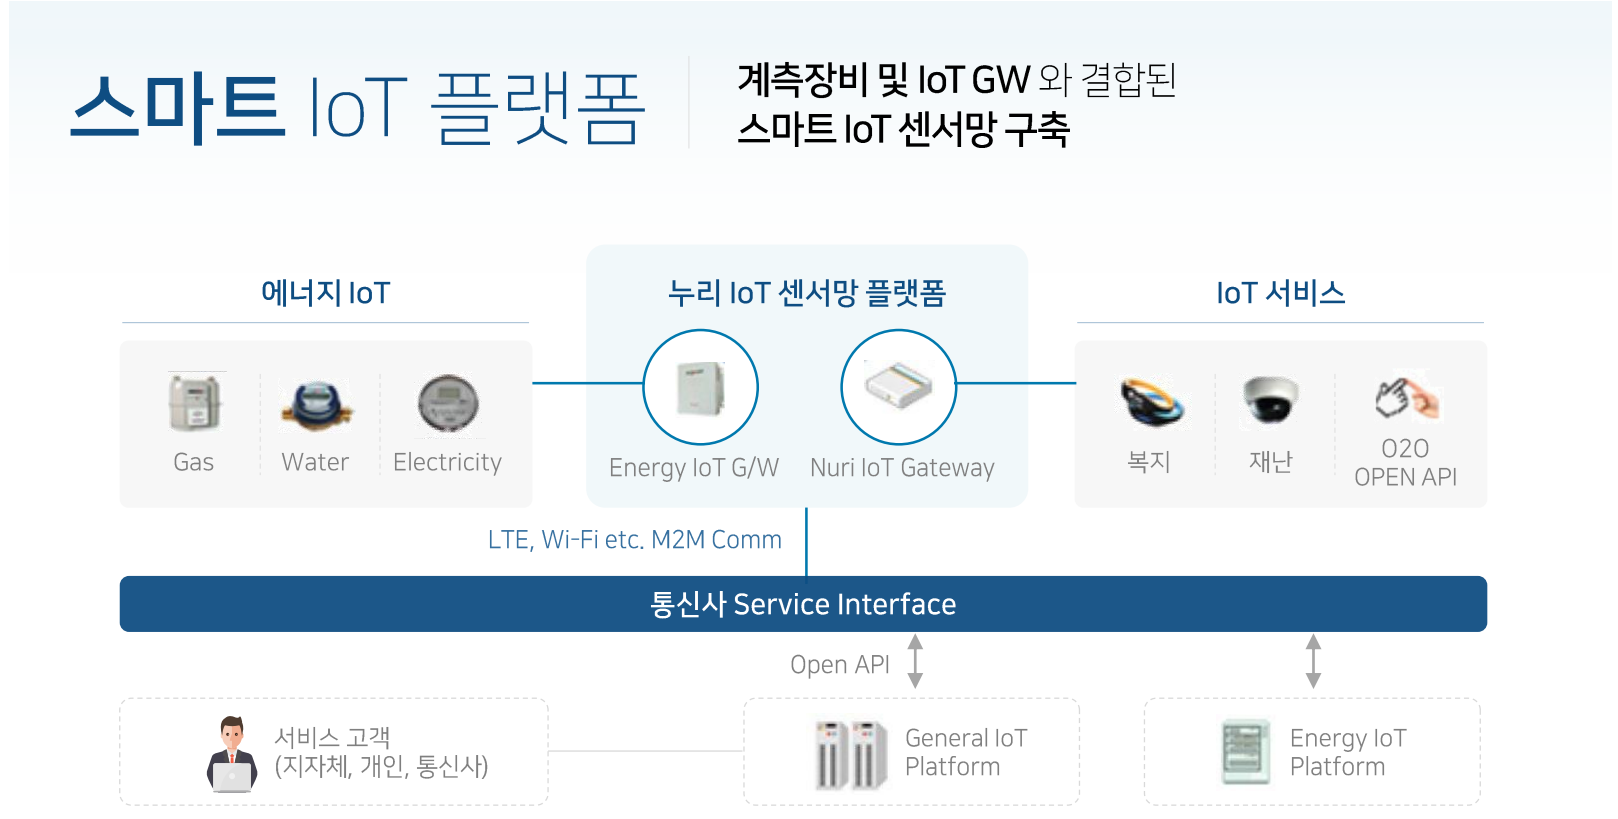 스마트 IoT 플랫폼
계측장비 및 IoT GW 와 결합된
스마트 IoT 센서망 구축
에너지 IoT
Gas
Water
Electricity
누리 IoT 센서망 플랫폼
Energy IoT G/W
Nuri IoT Gateway
IoT 서비스
복지
재난
O2O
OPEN API
LTE, Wi-Fi etc. M2M Comm
통신사 Service Interface
Open API
서비스 고객
(지자체, 개인, 통신사)
General IoT
Platform
Energy IoT
Platform